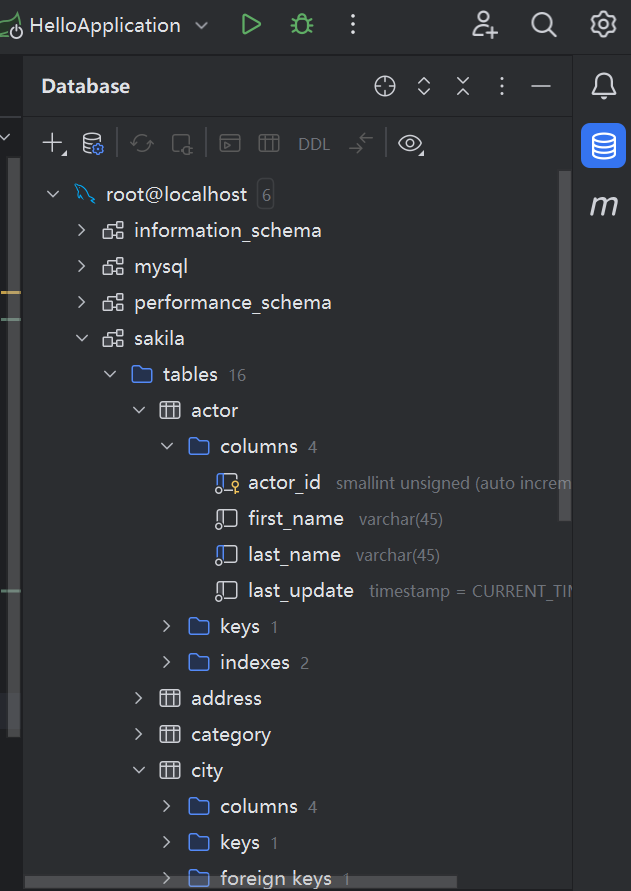 HelloApplication
Database
DDL
root@localhost 6
information_schema
mysql
performance_schema
sakila
tables 16
actor
columns 4
actor_id smallint unsigned (auto increm
first_name varchar(45)
last_name varchar(45)
last_update timestamp = CURRENT_TIM
keys 1
indexes 2
address
category
city
columns 4
keys 1
foreign keys 1
m